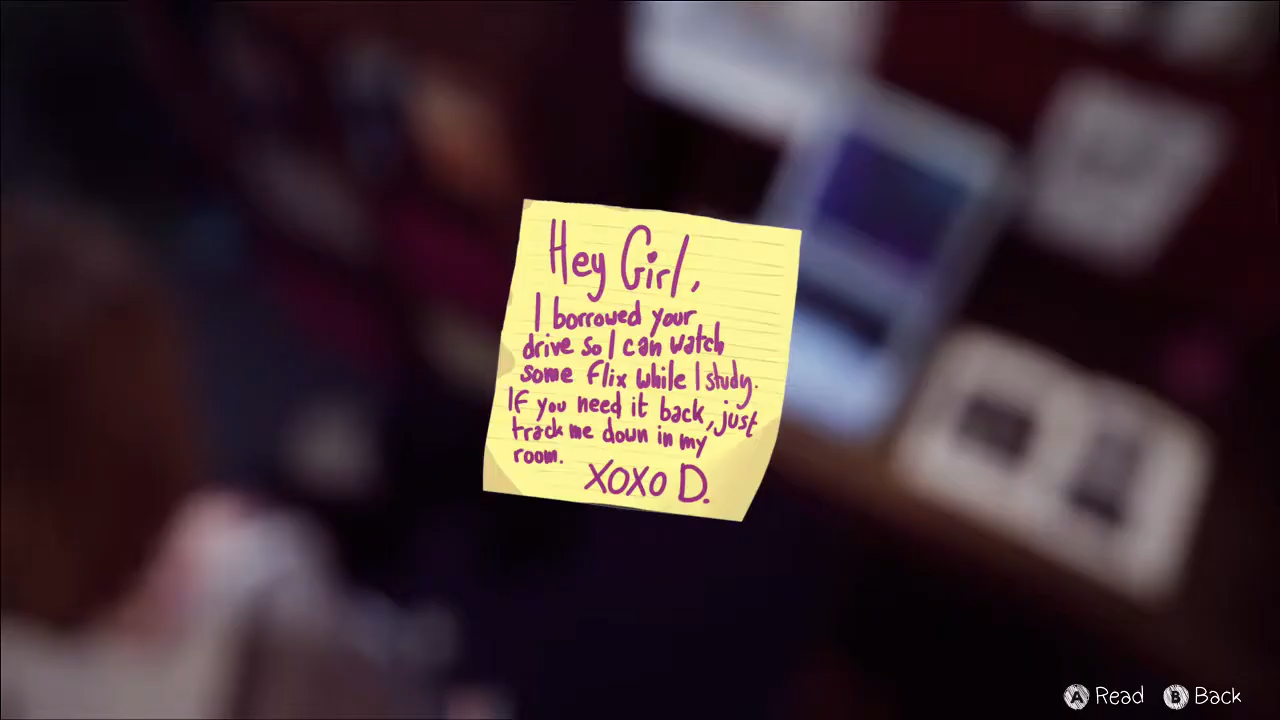 Hey Girl,
I borrowed your
drive so I can watch
some Flix while I study.
If you need it back, just
track me down in my
room.
XOXO D.
A Read B Back